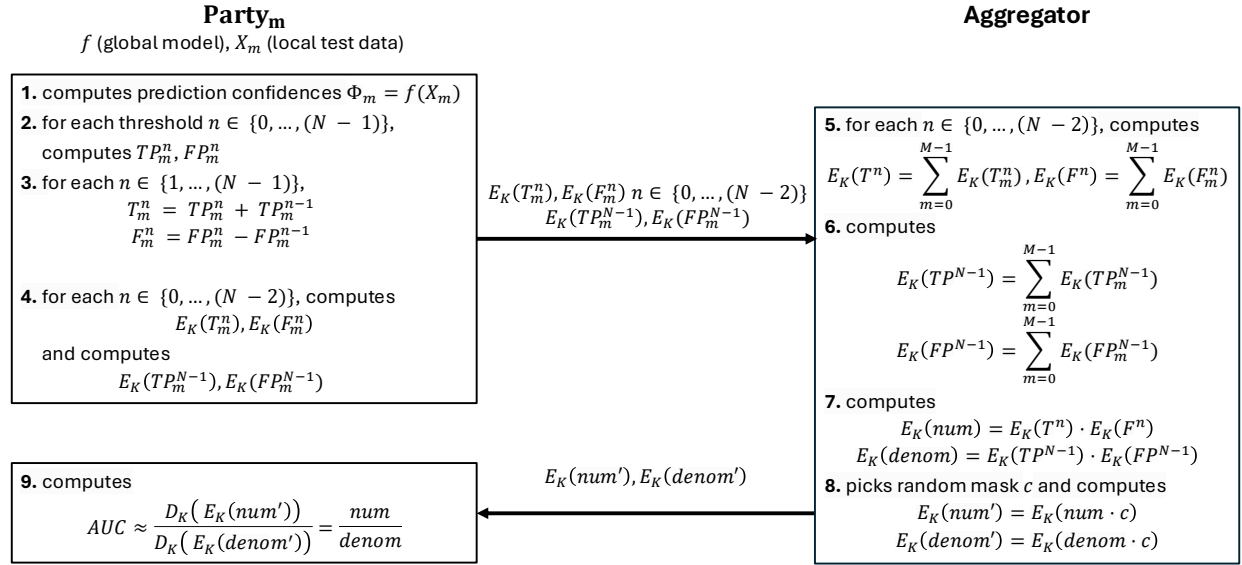 Party_m
f (global model), X_m (local test data)
1. computes prediction confidences Φ_m = f(X_m)
2. for each threshold n ∈ {0, … , (N − 1)},
computes TP_m^n, FP_m^n
3. for each n ∈ {1, … , (N − 1)},
T_m^n = TP_m^n + TP_m^{n−1}
F_m^n = FP_m^n − FP_m^{n−1}
4. for each n ∈ {0, … , (N − 2)}, computes
E_K(T_m^n), E_K(F_m^n)
and computes
E_K(TP_m^{N−1}), E_K(FP_m^{N−1})
E_K(T_m^n), E_K(F_m^n) n ∈ {0, … , (N − 2)}
E_K(TP_m^{N−1}), E_K(FP_m^{N−1})
Aggregator
5. for each n ∈ {0, … , (N − 2)}, computes
E_K(T^n) = ∑_{m=0}^{M−1} E_K(T_m^n) , E_K(F^n) = ∑_{m=0}^{M−1} E_K(F_m^n)
6. computes
E_K(TP^{N−1}) = ∑_{m=0}^{M−1} E_K(TP_m^{N−1})
E_K(FP^{N−1}) = ∑_{m=0}^{M−1} E_K(FP_m^{N−1})
7. computes
E_K(num) = E_K(T^n) · E_K(F^n)
E_K(denom) = E_K(TP^{N−1}) · E_K(FP^{N−1})
8. picks random mask c and computes
E_K(num′) = E_K(num · c)
E_K(denom′) = E_K(denom · c)
E_K(num′), E_K(denom′)
9. computes
AUC ≈ D_K( E_K(num′)) / D_K( E_K(denom′)) = num / denom